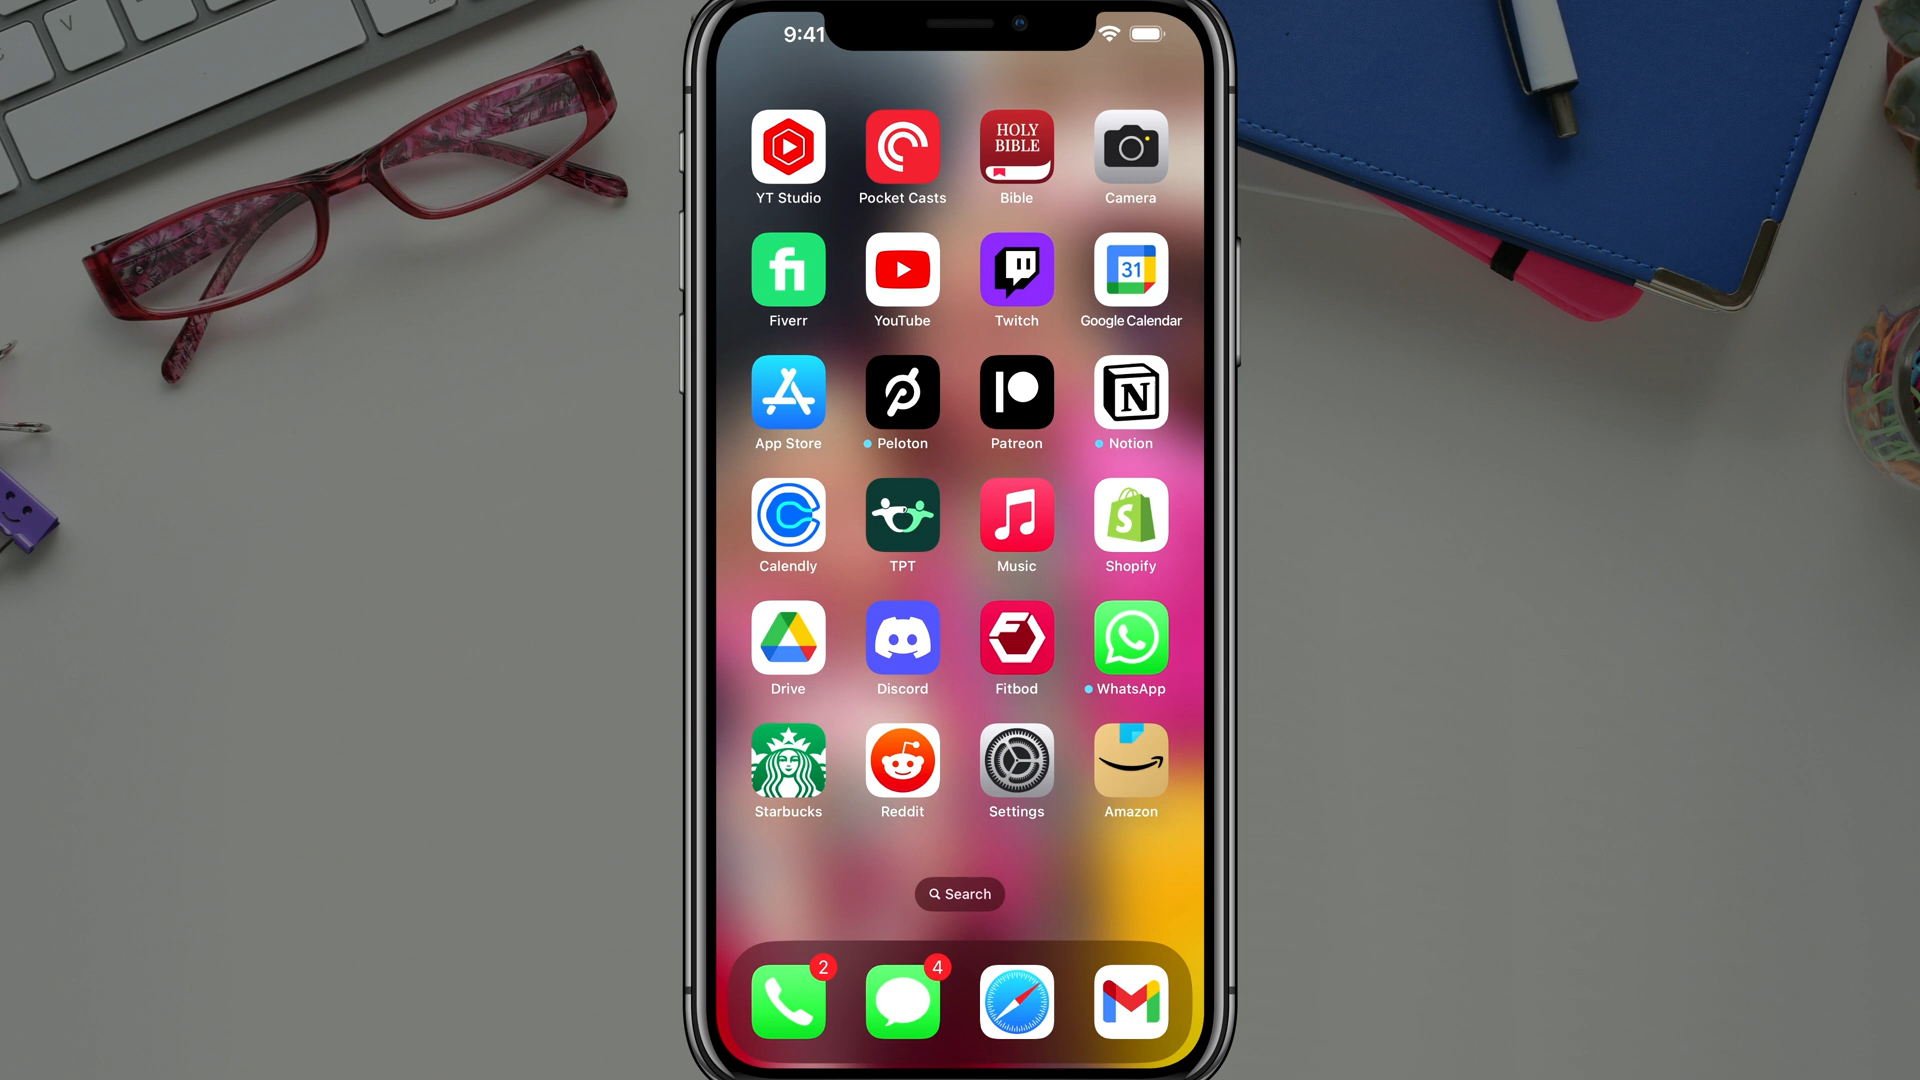 9:41
HOLY
BIBLE
YT Studio
Pocket Casts
Bible
Camera
fi
31
Fiverr
YouTube
Twitch
Google Calendar
N
App Store
Peloton
Patreon
Notion
S
Calendly
TPT
Music
Shopify
Drive
Discord
Fitbod
WhatsApp
Starbucks
Reddit
Settings
Amazon
Search
2
4
V